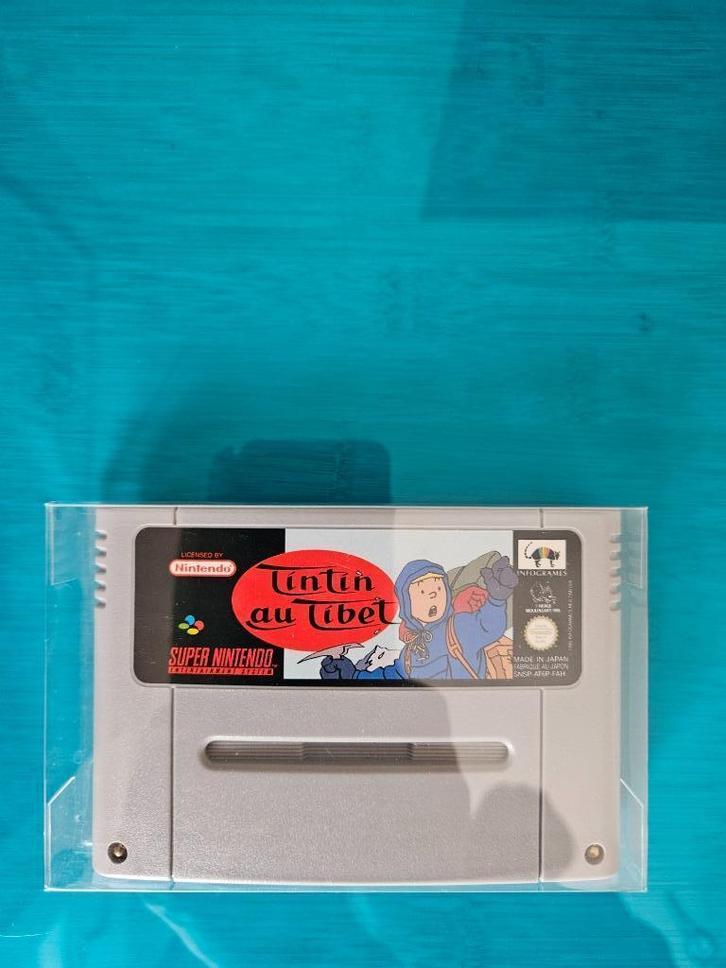 LICENSED BY
Nintendo
Tintin
au Tibet
SUPER NINTENDO
ENTERTAINMENT SYSTEM
INFOGRAMES
MADE IN JAPAN
FABRIQUE AU JAPON
SNSP-AT6P-FAH